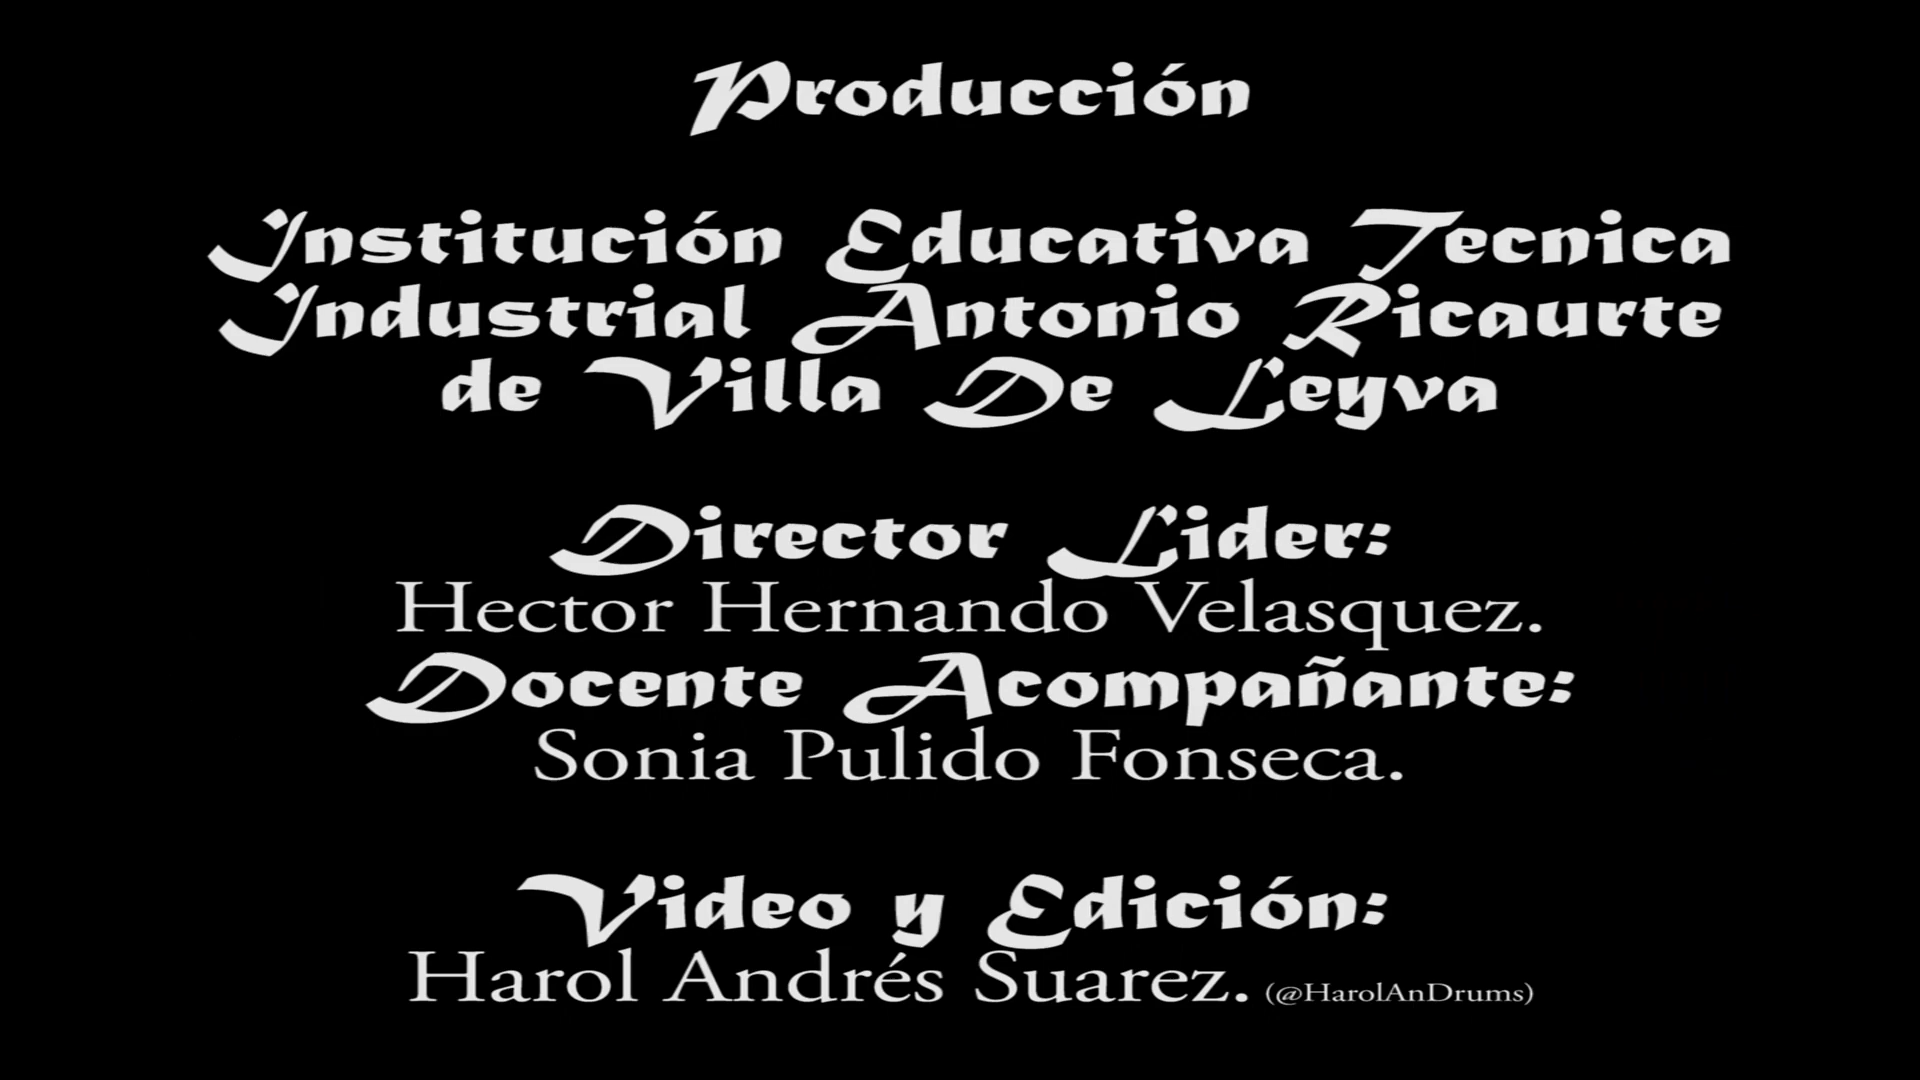 Producción
Institución Educativa Tecnica
Industrial Antonio Ricaurte
de Villa De Leyva
Director Lider:
Hector Hernando Velasquez.
Docente Acompañante:
Sonia Pulido Fonseca.
Video y Edición:
Harol Andrés Suarez. (@HarolAnDrums)